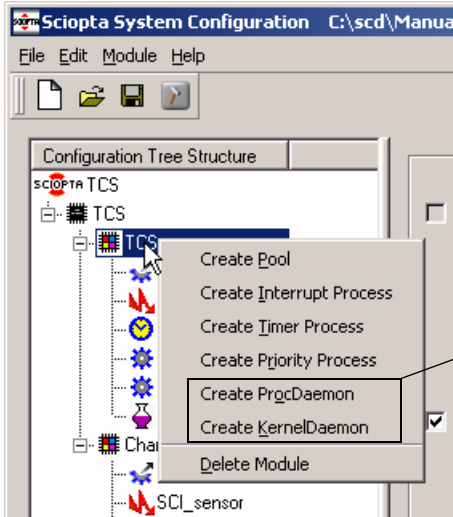 Sciopta System Configuration C:\scd\Manua
File Edit Module Help
Configuration Tree Structure
SCIOPTA TCS
TCS
TCS
Create Pool
Create Interrupt Process
Create Timer Process
Create Priority Process
Create ProcDaemon
Create KernelDaemon
Delete Module
Char
SCI_sensor